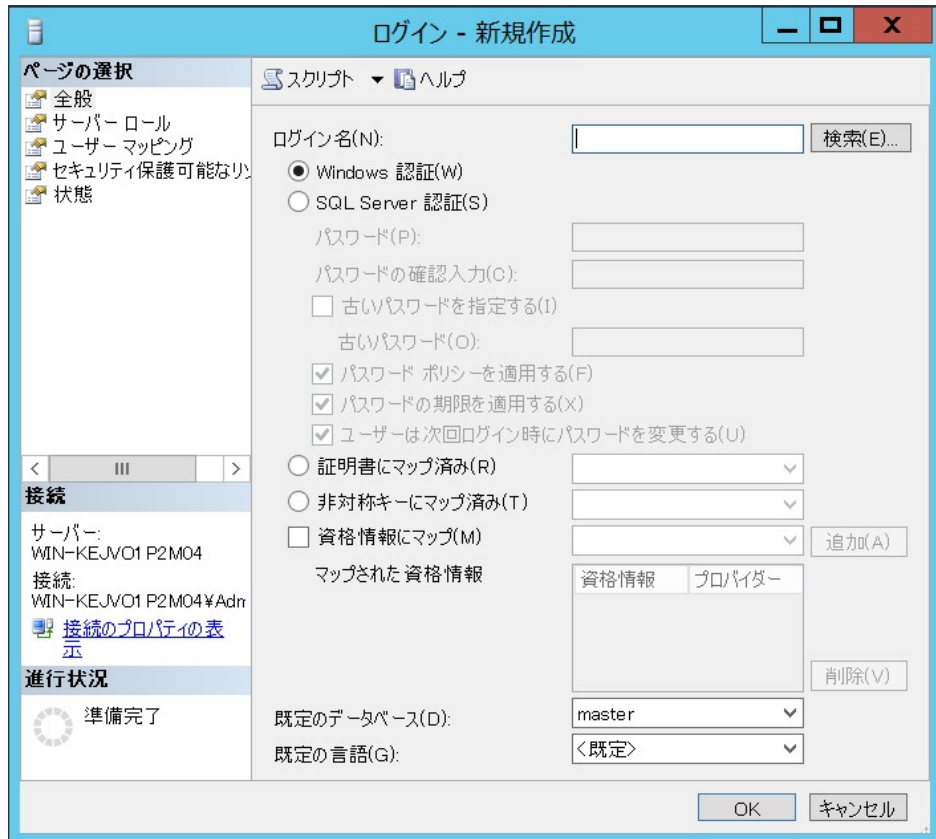 ログイン - 新規作成
ページの選択
全般
サーバー ロール
ユーザー マッピング
セキュリティ保護可能なリソ
状態
接続
サーバー:
WIN-KEJVO1P2M04
接続:
WIN-KEJVO1P2M04¥Adm
接続のプロパティの表
示
進行状況
準備完了
スクリプト
ヘルプ
ログイン名(N):
検索(E)...
Windows 認証(W)
SQL Server 認証(S)
パスワード(P):
パスワードの確認入力(C):
古いパスワードを指定する(I)
古いパスワード(O):
パスワード ポリシーを適用する(F)
パスワードの期限を適用する(X)
ユーザーは次回ログイン時にパスワードを変更する(U)
証明書にマップ済み(R)
非対称キーにマップ済み(T)
資格情報にマップ(M)
追加(A)
マップされた資格情報
資格情報 プロバイダー
削除(V)
既定のデータベース(D):
master
既定の言語(G):
<既定>
OK
キャンセル